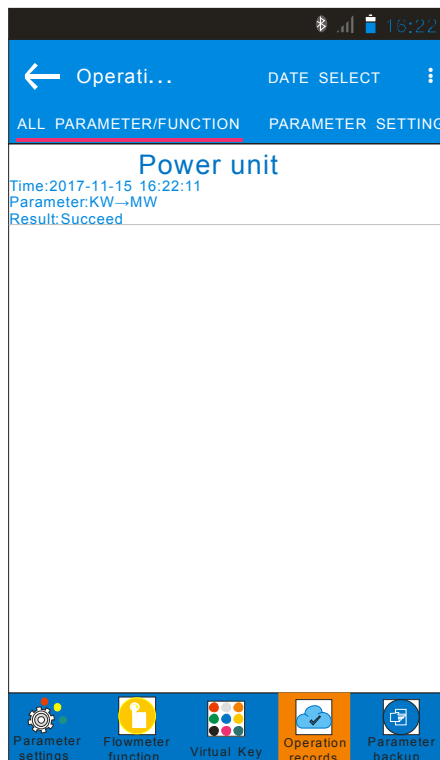 16:22
Operati...
DATE SELECT
ALL PARAMETER/FUNCTION
PARAMETER SETTING
Power unit
Time:2017-11-15 16:22:11
Parameter:KW→MW
Result:Succeed
Parameter
settings
Flowmeter
function
Virtual Key
Operation
records
Parameter
backup